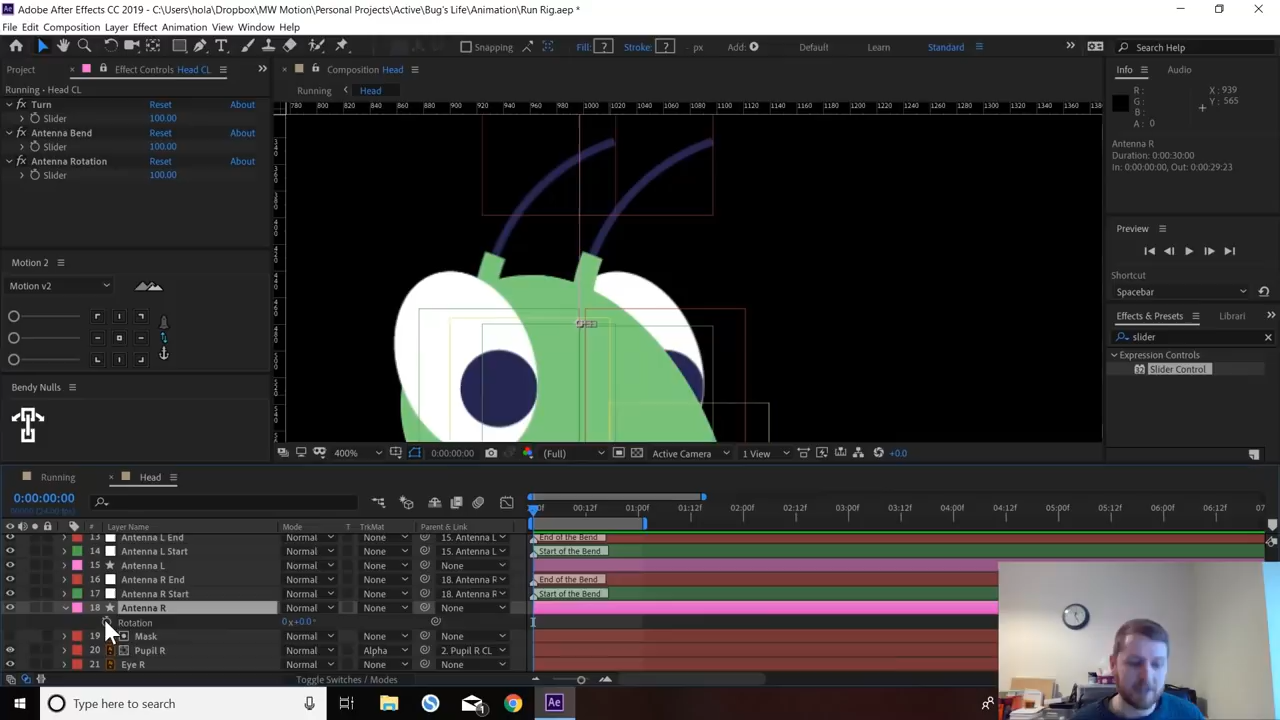 Adobe After Effects CC 2019 - C:\Users\hola\Dropbox\MW Motion\Personal Projects\Active\Bug's Life\Animation\Run Rig.aep *
File Edit Composition Layer Effect Animation View Window Help
Snapping Fill: ? Stroke: ? - px Add: Default Learn Standard Search Help
Project Effect Controls Head CL
Composition Head
Info Audio
Running • Head CL
Running Head
Turn Reset About
Slider 100.00
Antenna Bend Reset About
Slider 100.00
Antenna Rotation Reset About
Slider 100.00
R :
G :
B :
A : 0
X : 939
Y : 565
Antenna R
Duration: 0:00:30:00
In: 0:00:00:00, Out: 0:00:29:23
Preview
Shortcut
Spacebar
Effects & Presets Librari
slider
Expression Controls
Slider Control
Motion 2
Motion v2
Bendy Nulls
400% 0:00:00:00 (Full) Active Camera 1 View +0.0
Running Head
0:00:00:00
00:12f 01:00f 01:12f 02:00f 02:12f 03:00f 03:12f 04:00f 04:12f 05:00f 05:12f 06:00f 06:12f 07
# Layer Name Mode T TrkMat Parent & Link
13 Antenna L End Normal None 15. Antenna L End of the Bend
14 Antenna L Start Normal None 15. Antenna L Start of the Bend
15 Antenna L Normal None None
16 Antenna R End Normal None 18. Antenna R End of the Bend
17 Antenna R Start Normal None 18. Antenna R Start of the Bend
18 Antenna R Normal None None
Rotation 0x+0.0°
19 Mask Normal None None
20 Pupil R Normal Alpha 2. Pupil R CL
21 Eye R Normal None None
Toggle Switches / Modes
Type here to search